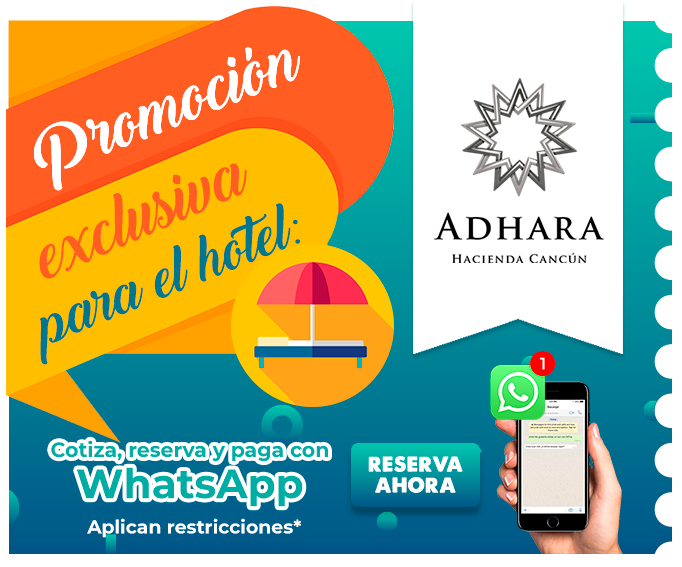 Promoción
exclusiva
para el hotel:
ADHARA
HACIENDA CANCÚN
1
Cotiza, reserva y paga con
WhatsApp
Aplican restricciones*
RESERVA
AHORA